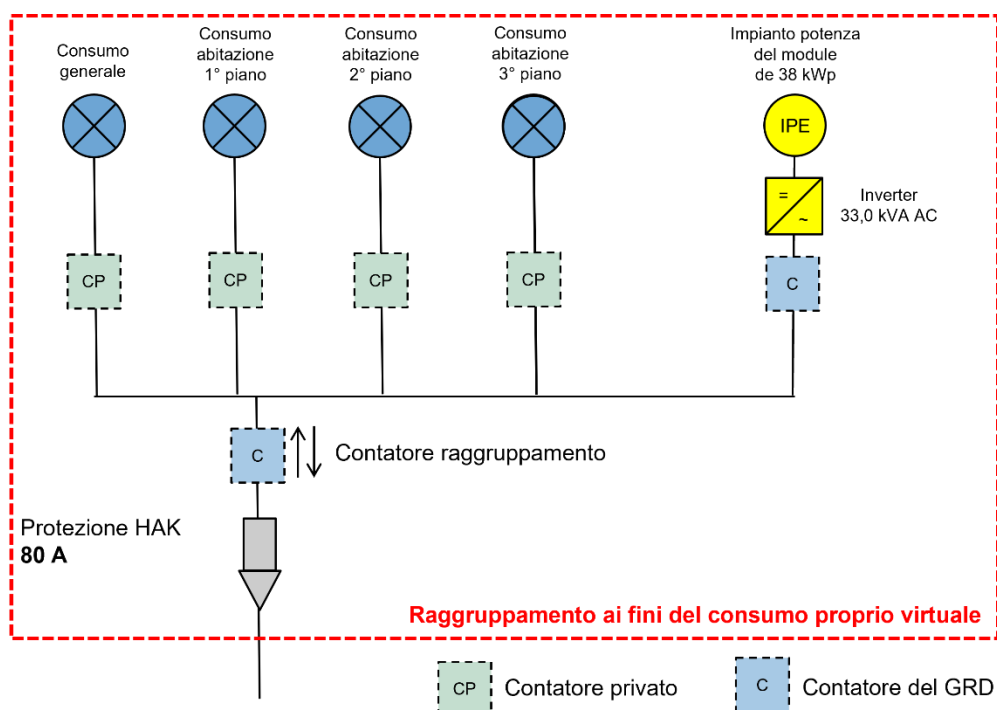 Consumo
generale
Consumo
abitazione
1° piano
Consumo
abitazione
2° piano
Consumo
abitazione
3° piano
Impianto potenza
del module
de 38 kWp
IPE
=
~
Inverter
33,0 kVA AC
CP
CP
CP
CP
C
C
Contatore raggruppamento
Protezione HAK
80 A
Raggruppamento ai fini del consumo proprio virtuale
CP
Contatore privato
C
Contatore del GRD